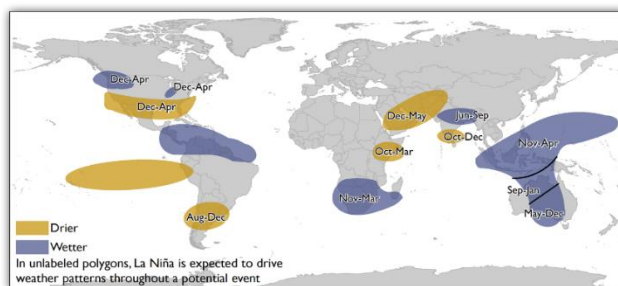 Dec-Apr
Dec-Apr
Dec-Apr
Dec-May
Jun-Sep
Oct-Dec
Oct-Mar
Nov-Apr
Nov-Mar
Sep-Jan
May-Dec
Aug-Dec
Drier
Wetter
In unlabeled polygons, La Niña is expected to drive
weather patterns throughout a potential event